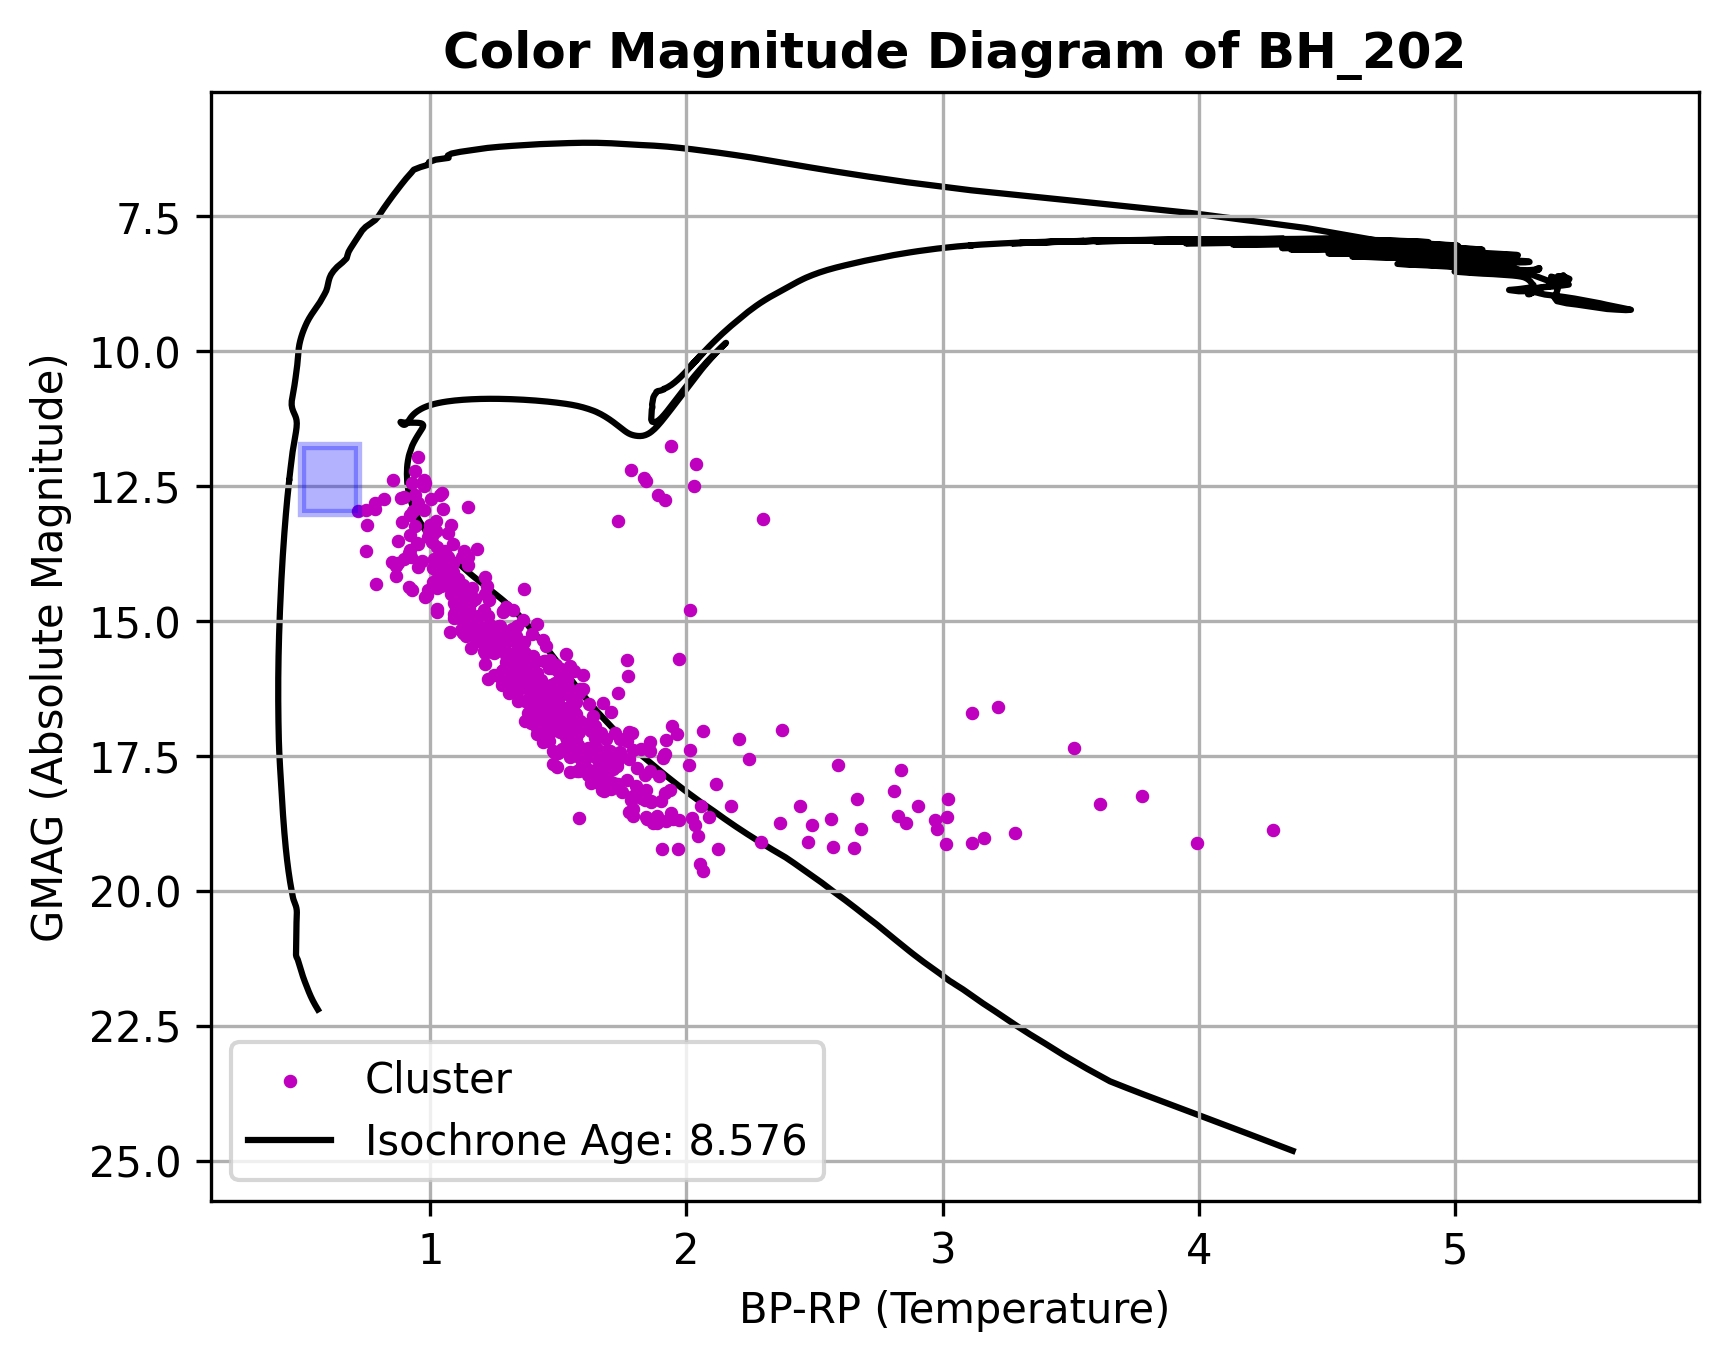 Color Magnitude Diagram of BH_202
GMAG (Absolute Magnitude)
7.5
10.0
12.5
15.0
17.5
20.0
22.5
25.0
Cluster
Isochrone Age: 8.576
1 2 3 4 5
BP-RP (Temperature)